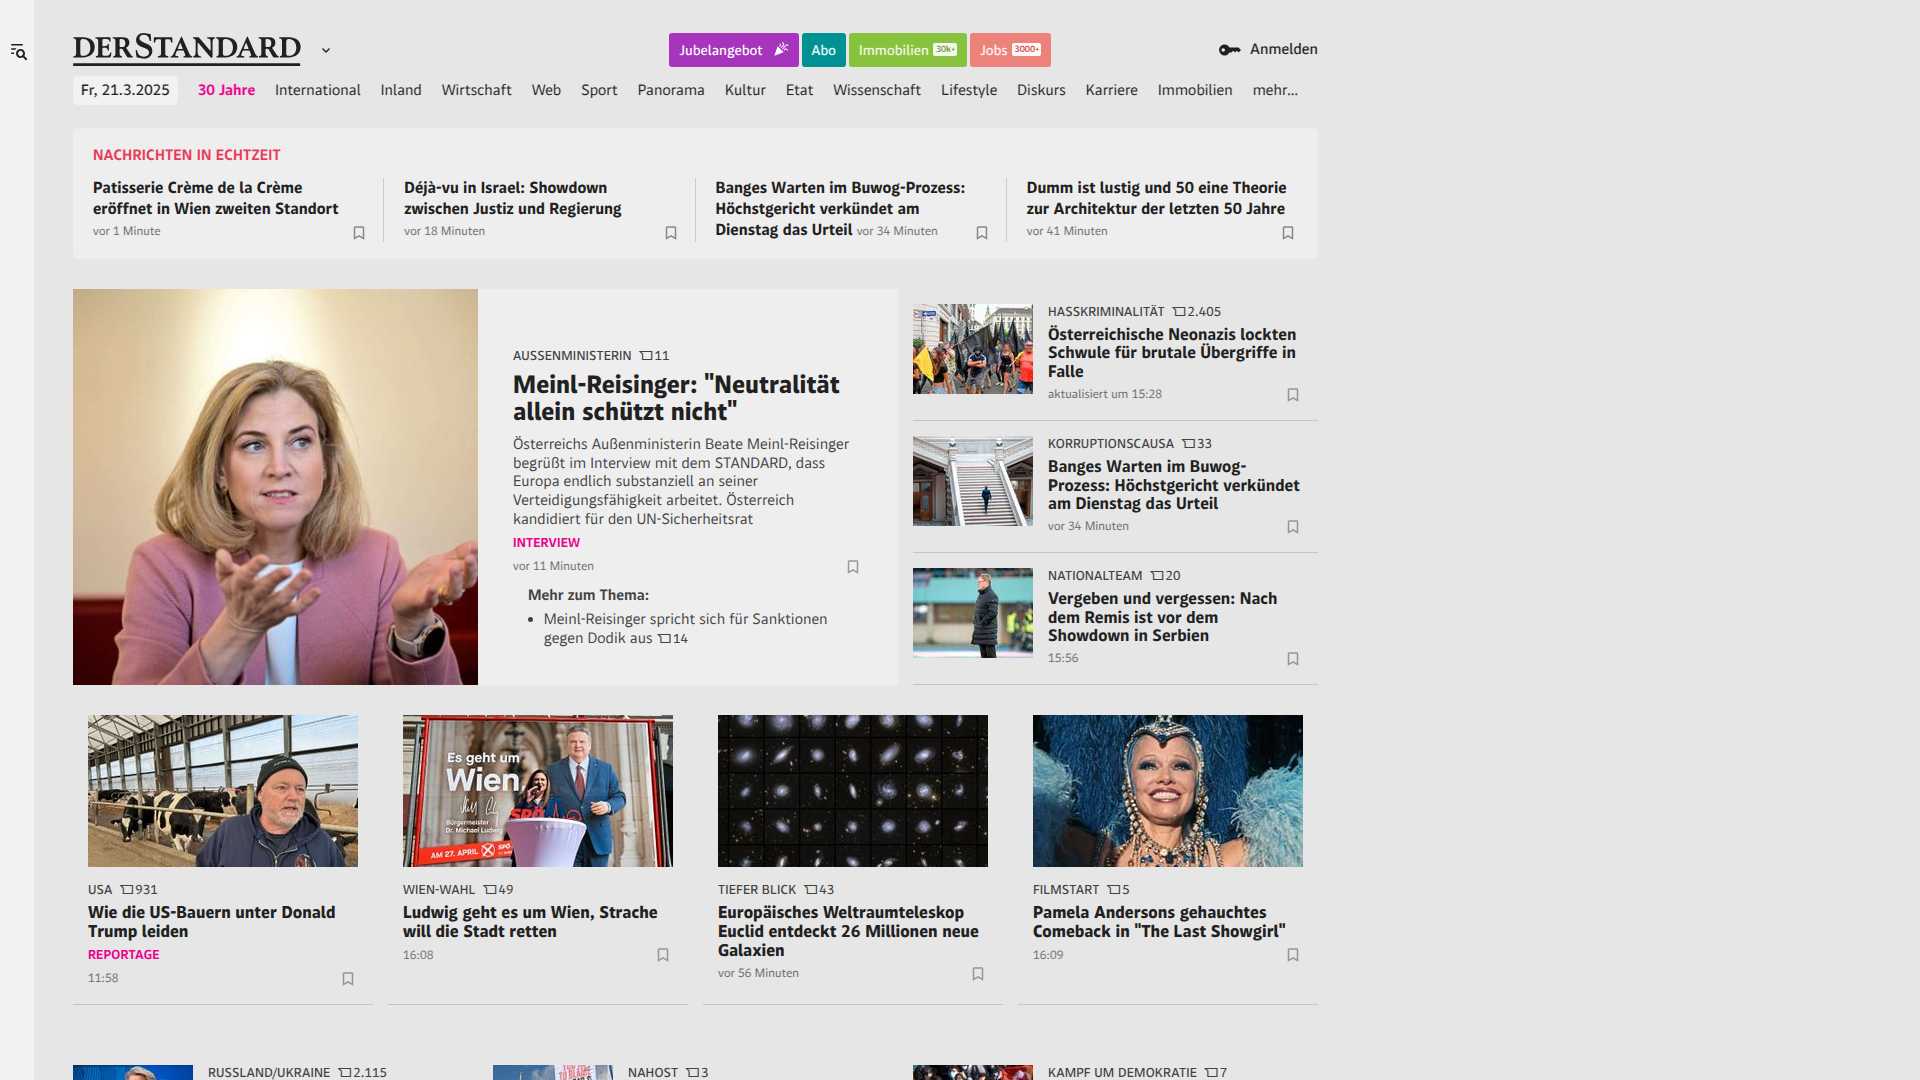 DERSTANDARD
Jubelangebot
Abo
Immobilien 30k+
Jobs 3000+
Anmelden
Fr, 21.3.2025
30 Jahre
International
Inland
Wirtschaft
Web
Sport
Panorama
Kultur
Etat
Wissenschaft
Lifestyle
Diskurs
Karriere
Immobilien
mehr...
NACHRICHTEN IN ECHTZEIT
Patisserie Crème de la Crème
eröffnet in Wien zweiten Standort
vor 1 Minute
Déjà-vu in Israel: Showdown
zwischen Justiz und Regierung
vor 18 Minuten
Banges Warten im Buwog-Prozess:
Höchstgericht verkündet am
Dienstag das Urteil vor 34 Minuten
Dumm ist lustig und 50 eine Theorie
zur Architektur der letzten 50 Jahre
vor 41 Minuten
AUSSENMINISTERIN 11
Meinl-Reisinger: "Neutralität
allein schützt nicht"
Österreichs Außenministerin Beate Meinl-Reisinger
begrüßt im Interview mit dem STANDARD, dass
Europa endlich substanziell an seiner
Verteidigungsfähigkeit arbeitet. Österreich
kandidiert für den UN-Sicherheitsrat
INTERVIEW
vor 11 Minuten
Mehr zum Thema:
• Meinl-Reisinger spricht sich für Sanktionen
gegen Dodik aus 14
HASSKRIMINALITÄT 2.405
Österreichische Neonazis lockten
Schwule für brutale Übergriffe in
Falle
aktualisiert um 15:28
KORRUPTIONSCAUSA 33
Banges Warten im Buwog-
Prozess: Höchstgericht verkündet
am Dienstag das Urteil
vor 34 Minuten
NATIONALTEAM 20
Vergeben und vergessen: Nach
dem Remis ist vor dem
Showdown in Serbien
15:56
USA 931
Wie die US-Bauern unter Donald
Trump leiden
REPORTAGE
11:58
Es geht um
Wien.
SPÖ
Bürgermeister
Dr. Michael Ludwig
AM 27. APRIL SPÖ
WIEN-WAHL 49
Ludwig geht es um Wien, Strache
will die Stadt retten
16:08
TIEFER BLICK 43
Europäisches Weltraumteleskop
Euclid entdeckt 26 Millionen neue
Galaxien
vor 56 Minuten
FILMSTART 5
Pamela Andersons gehauchtes
Comeback in "The Last Showgirl"
16:09
RUSSLAND/UKRAINE 2.115
NAHOST 3
KAMPF UM DEMOKRATIE 7